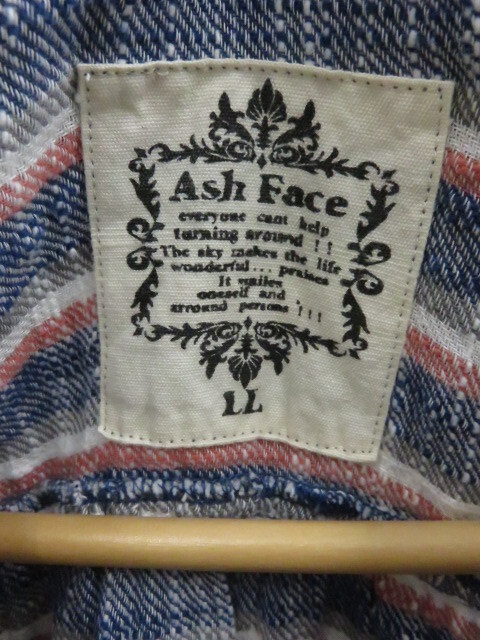 Ash Face
everyone cant help
turning around !!
The sky makes the life
wonderful... praises
It smiles
oneself and
arround persons !!!
LL